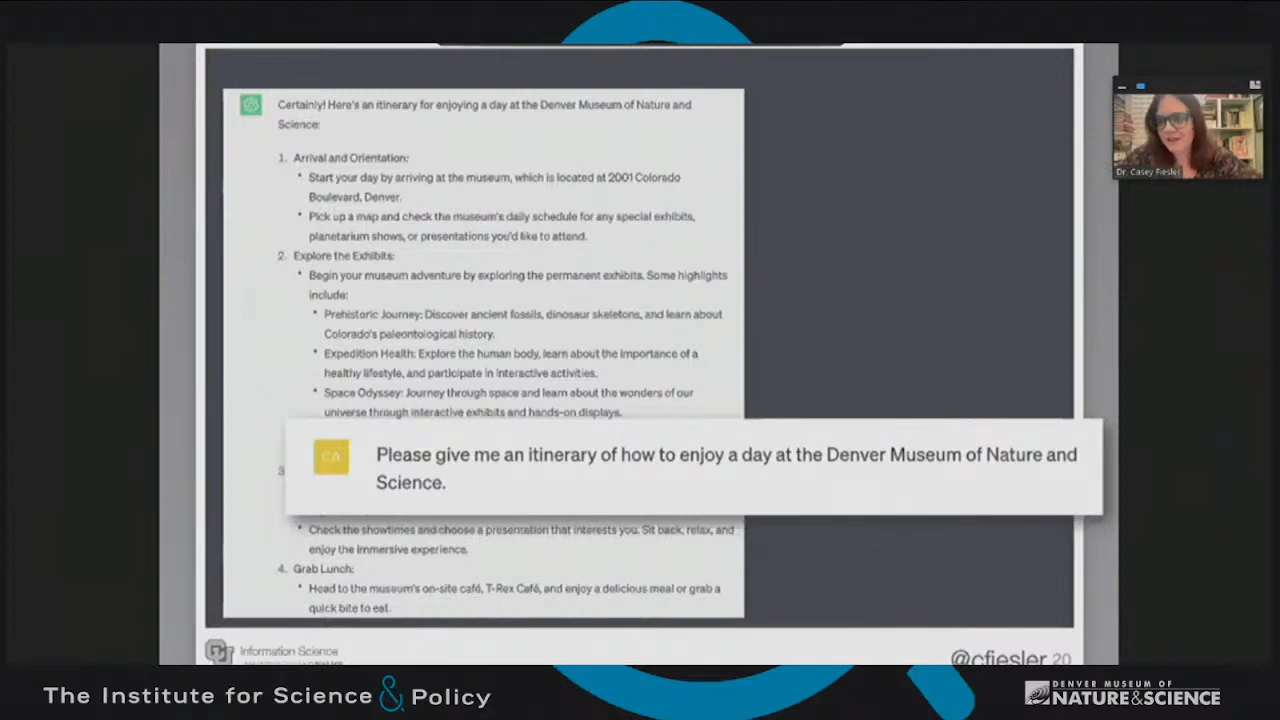 Certainly! Here's an itinerary for enjoying a day at the Denver Museum of Nature and
Science:
1. Arrival and Orientation:
• Start your day by arriving at the museum, which is located at 2001 Colorado
Boulevard, Denver.
• Pick up a map and check the museum's daily schedule for any special exhibits,
planetarium shows, or presentations you'd like to attend.
2. Explore the Exhibits:
• Begin your museum adventure by exploring the permanent exhibits. Some highlights
include:
• Prehistoric Journey: Discover ancient fossils, dinosaur skeletons, and learn about
Colorado's paleontological history.
• Expedition Health: Explore the human body, learn about the importance of a
healthy lifestyle, and participate in interactive activities.
• Space Odyssey: Journey through space and learn about the wonders of our
universe through interactive exhibits and hands-on displays.
3
CA
Please give me an itinerary of how to enjoy a day at the Denver Museum of Nature and
Science.
• Check the showtimes and choose a presentation that interests you. Sit back, relax, and
enjoy the immersive experience.
4. Grab Lunch:
• Head to the museum's on-site café, T-Rex Café, and enjoy a delicious meal or grab a
quick bite to eat.
Dr. Casey Fiesler
CU Information Science
@cfiesler 20
The Institute for Science & Policy
DENVER MUSEUM OF
NATURE&SCIENCE